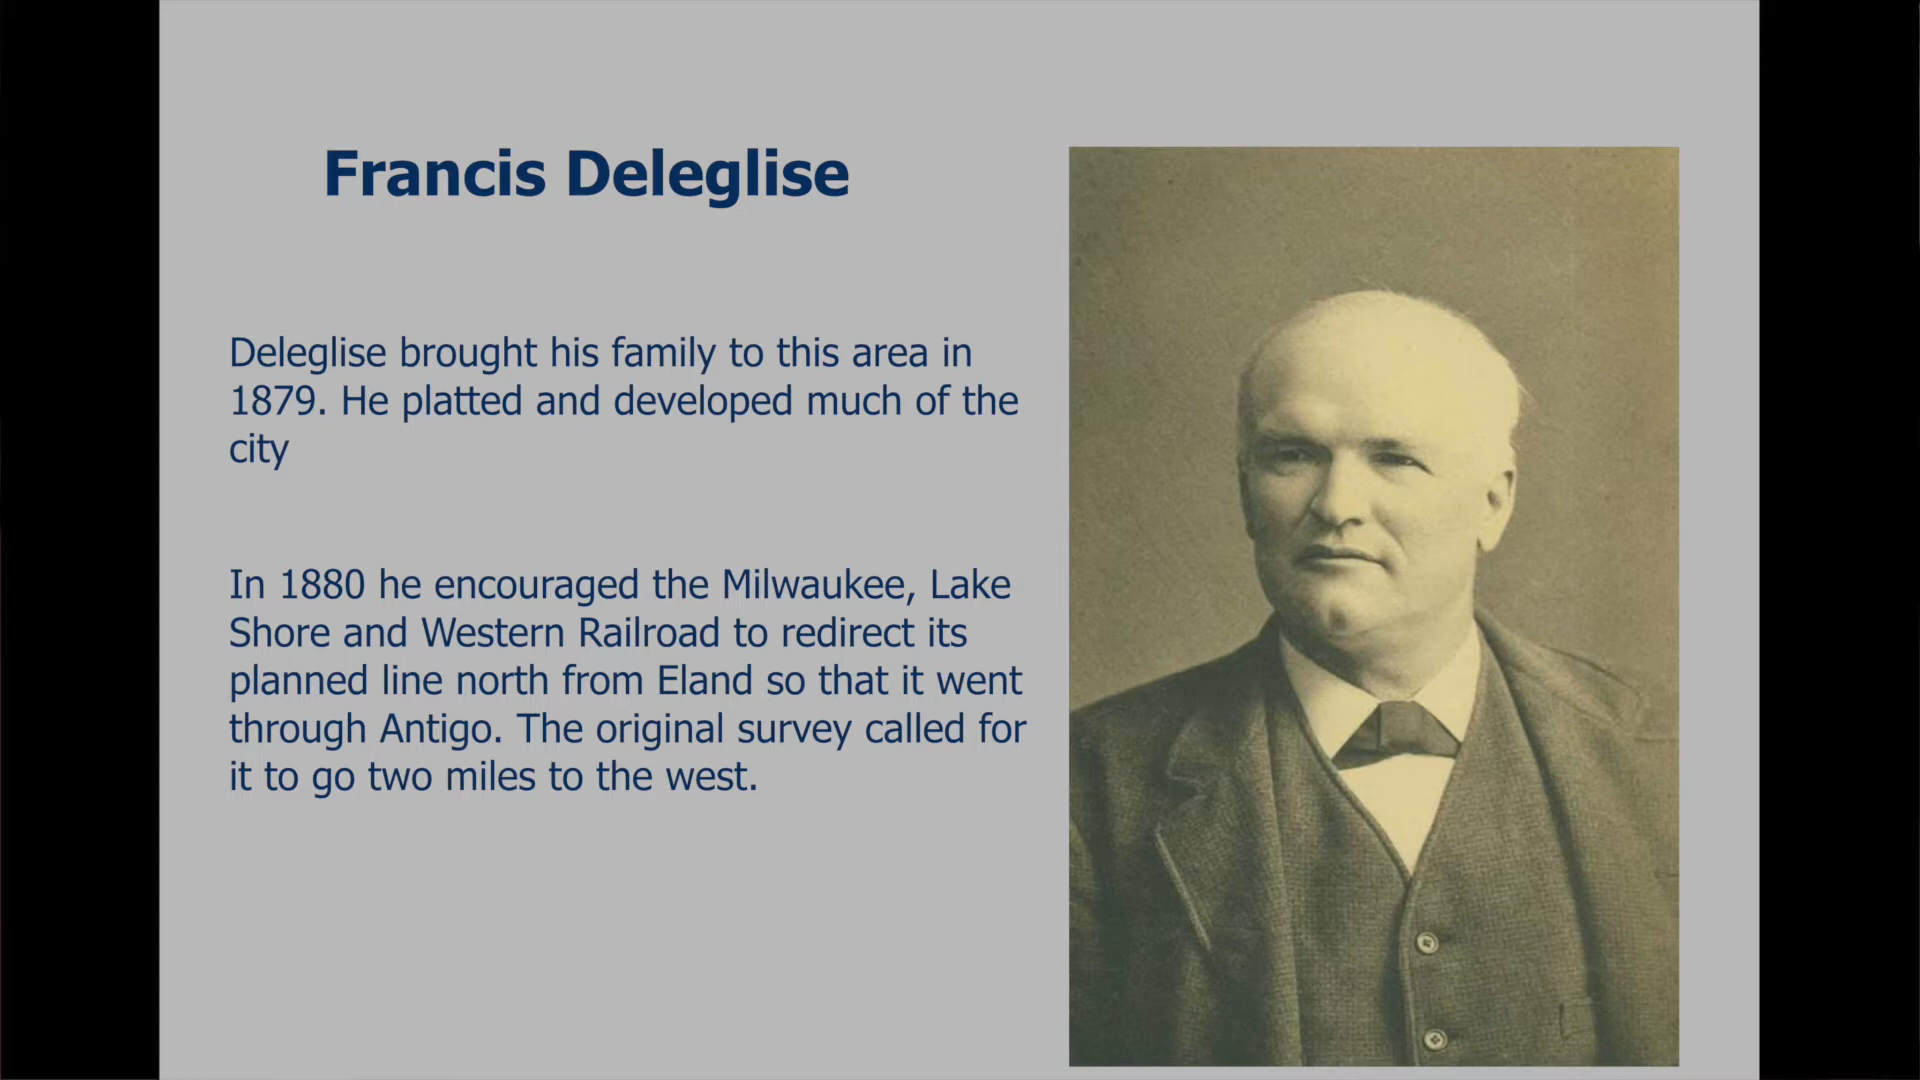 Francis Deleglise
Deleglise brought his family to this area in
1879. He platted and developed much of the
city
In 1880 he encouraged the Milwaukee, Lake
Shore and Western Railroad to redirect its
planned line north from Eland so that it went
through Antigo. The original survey called for
it to go two miles to the west.